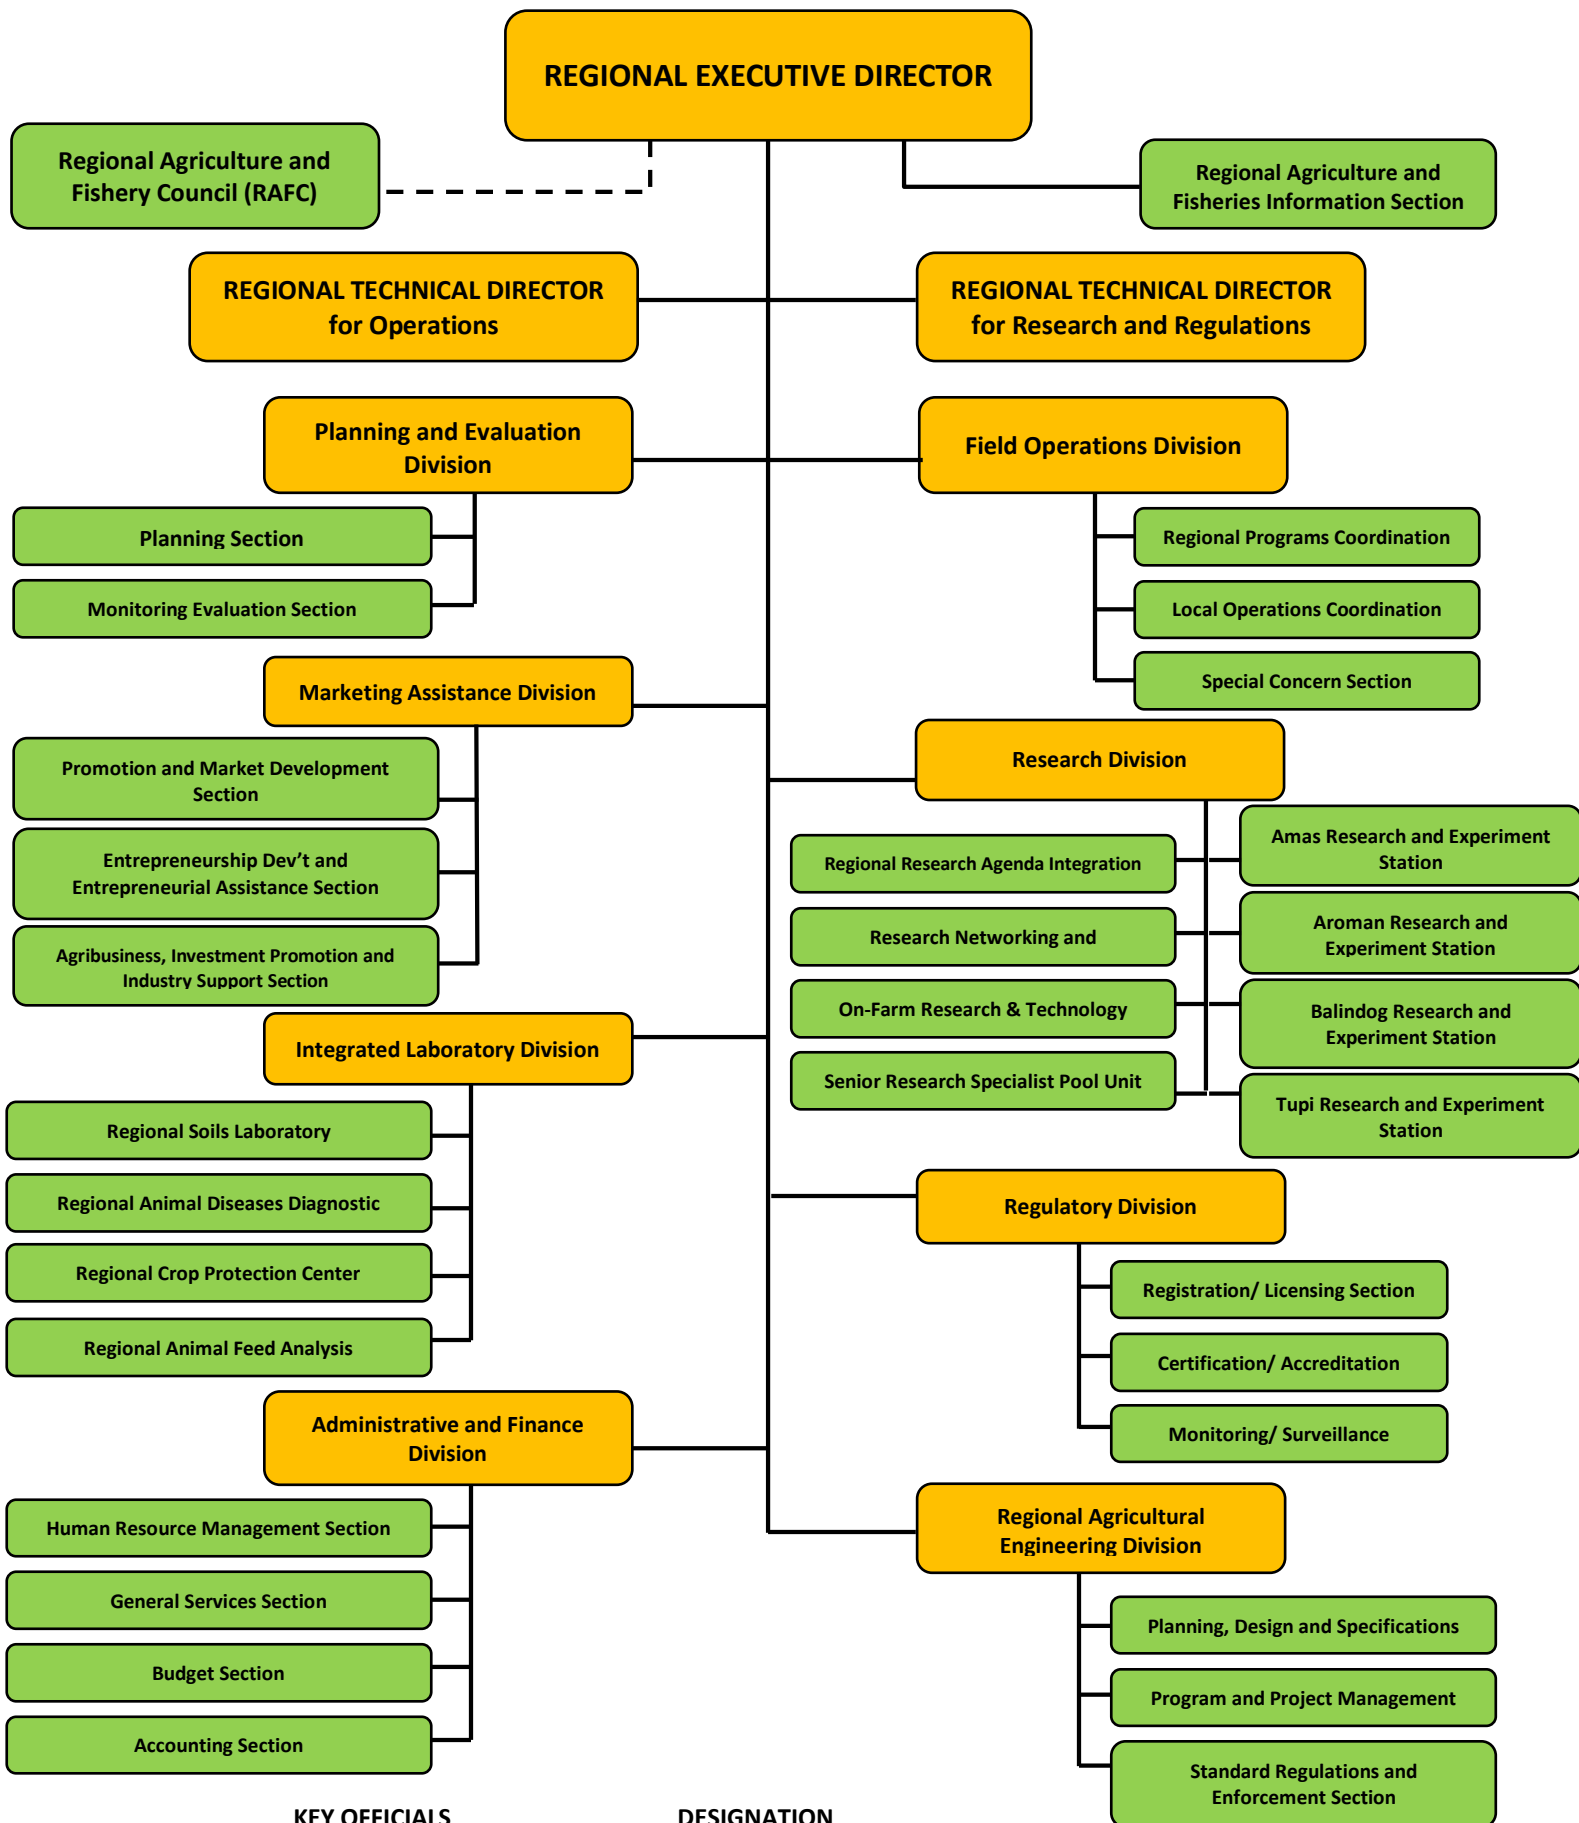 REGIONAL EXECUTIVE DIRECTOR
Regional Agriculture and
Fishery Council (RAFC)
Regional Agriculture and
Fisheries Information Section
REGIONAL TECHNICAL DIRECTOR
for Operations
REGIONAL TECHNICAL DIRECTOR
for Research and Regulations
Planning and Evaluation
Division
Planning Section
Monitoring Evaluation Section
Field Operations Division
Regional Programs Coordination
Local Operations Coordination
Special Concern Section
Marketing Assistance Division
Promotion and Market Development
Section
Entrepreneurship Dev’t and
Entrepreneurial Assistance Section
Agribusiness, Investment Promotion and
Industry Support Section
Research Division
Regional Research Agenda Integration
Research Networking and
On-Farm Research & Technology
Senior Research Specialist Pool Unit
Amas Research and Experiment
Station
Aroman Research and
Experiment Station
Balindog Research and
Experiment Station
Tupi Research and Experiment
Station
Integrated Laboratory Division
Regional Soils Laboratory
Regional Animal Diseases Diagnostic
Regional Crop Protection Center
Regional Animal Feed Analysis
Regulatory Division
Registration/ Licensing Section
Certification/ Accreditation
Monitoring/ Surveillance
Administrative and Finance
Division
Human Resource Management Section
General Services Section
Budget Section
Accounting Section
Regional Agricultural
Engineering Division
Planning, Design and Specifications
Program and Project Management
Standard Regulations and
Enforcement Section
KEY OFFICIALS DESIGNATION